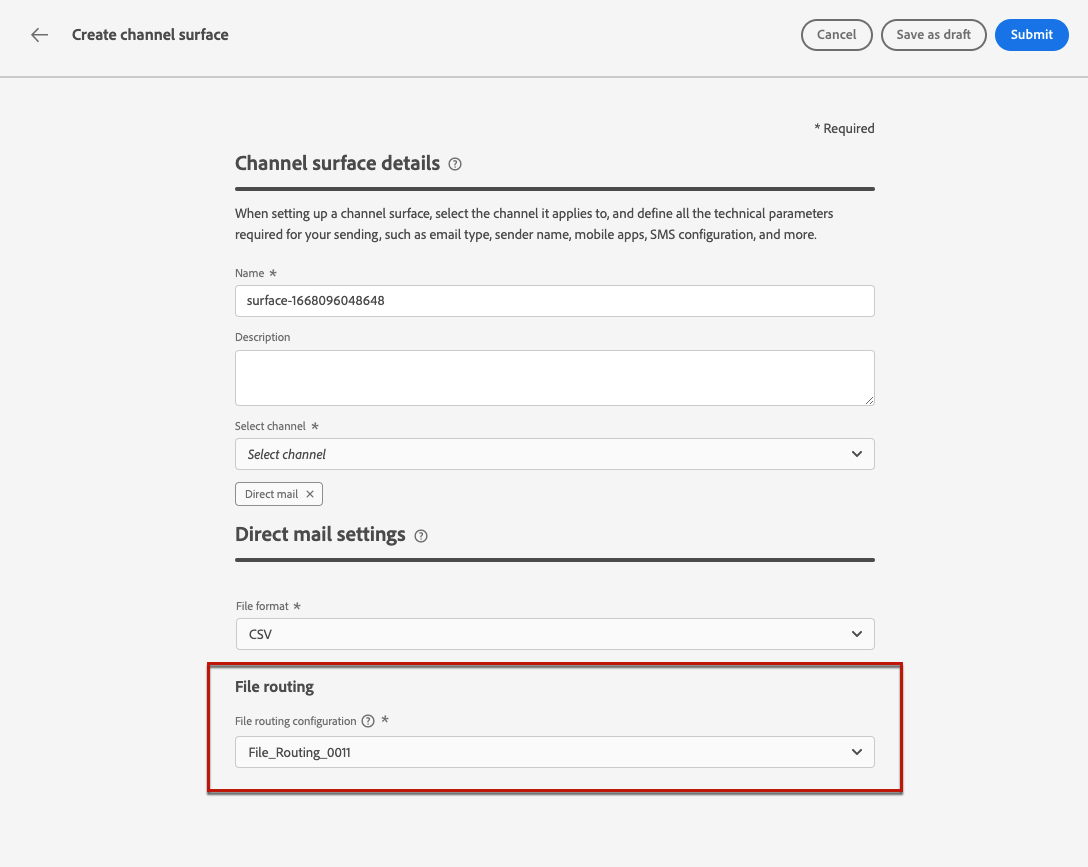 Create channel surface
Cancel
Save as draft
Submit
* Required
Channel surface details
When setting up a channel surface, select the channel it applies to, and define all the technical parameters
required for your sending, such as email type, sender name, mobile apps, SMS configuration, and more.
Name *
surface-1668096048648
Description
Select channel *
Select channel
Direct mail
Direct mail settings
File format *
CSV
File routing
File routing configuration *
File_Routing_0011